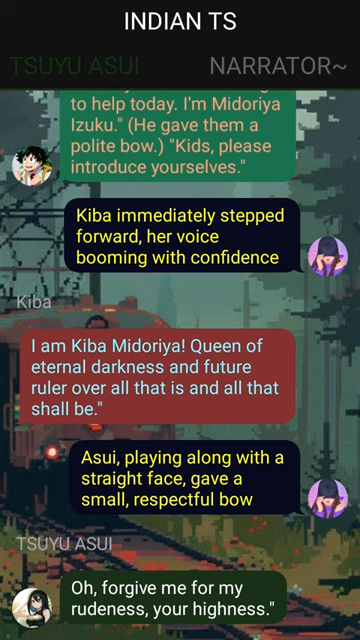 INDIAN TS
TSUYU ASUI
NARRATOR~
to help today. I'm Midoriya
Izuku." (He gave them a
polite bow.) "Kids, please
introduce yourselves."
Kiba immediately stepped
forward, her voice
booming with confidence
Kiba
I am Kiba Midoriya! Queen of
eternal darkness and future
ruler over all that is and all that
shall be."
Asui, playing along with a
straight face, gave a
small, respectful bow
TSUYU ASUI
Oh, forgive me for my
rudeness, your highness."